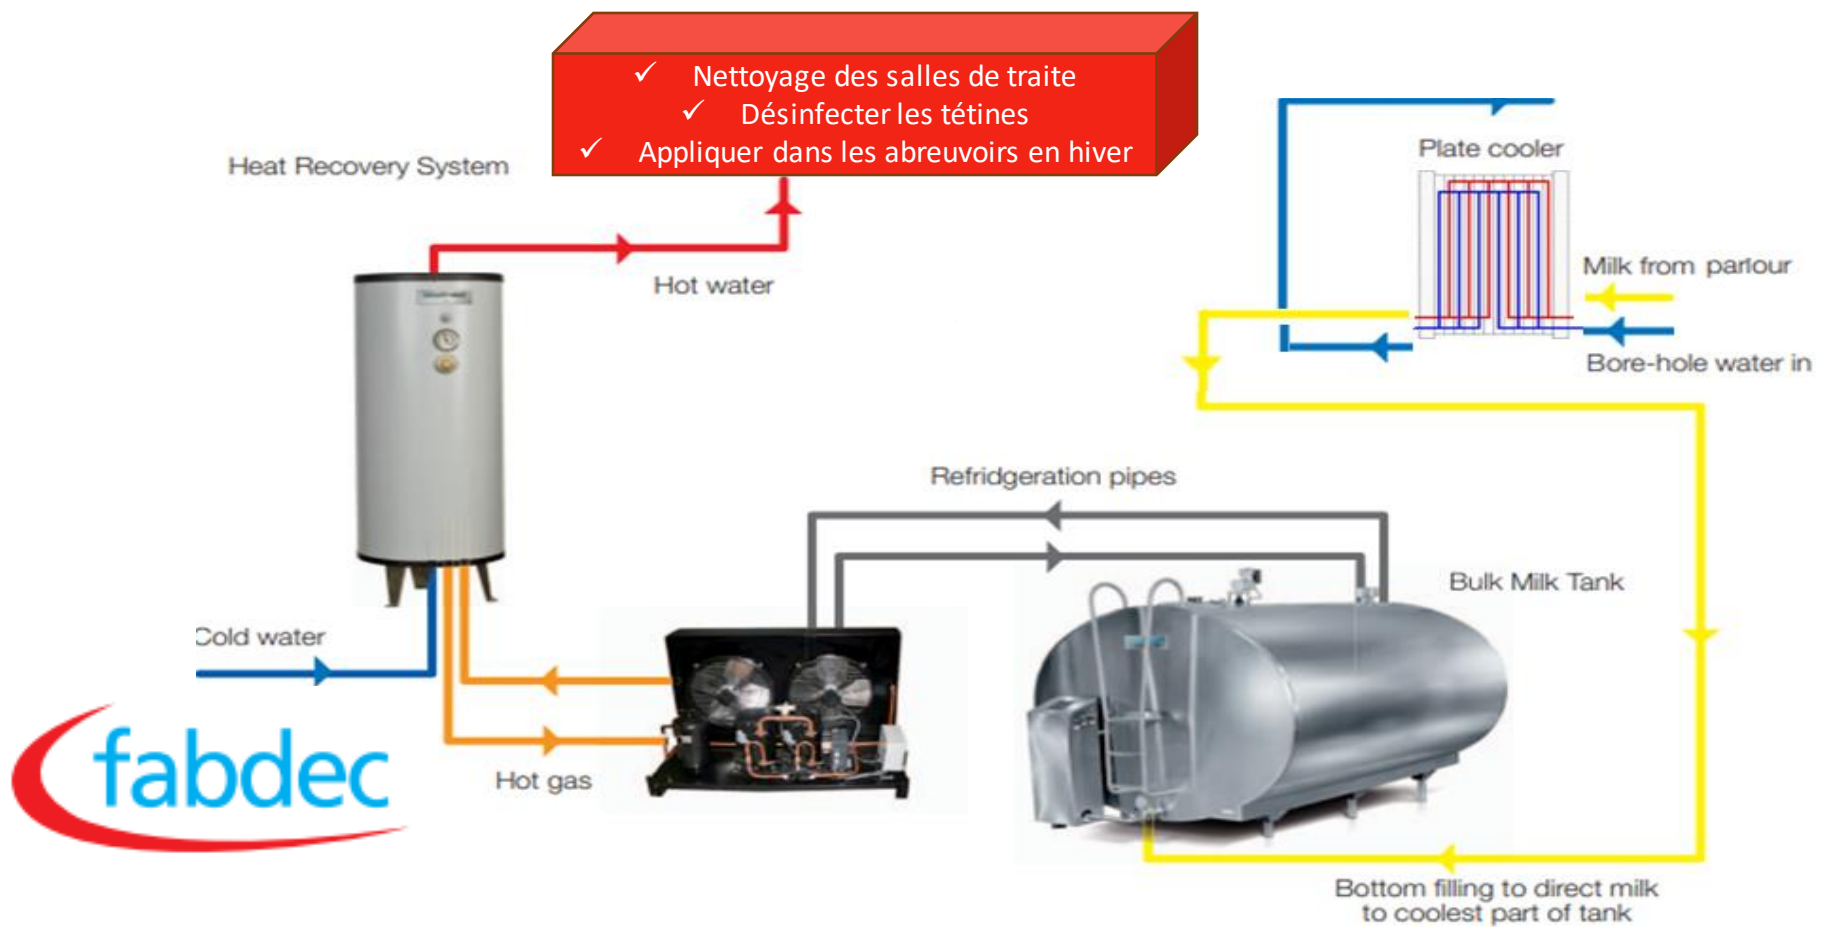 ✓ Nettoyage des salles de traite
✓ Désinfecter les tétines
✓ Appliquer dans les abreuvoirs en hiver
Heat Recovery System
Plate cooler
Hot water
Milk from parlour
Bore-hole water in
Refridgeration pipes
Bulk Milk Tank
Cold water
fabdec
Hot gas
Bottom filling to direct milk
to coolest part of tank